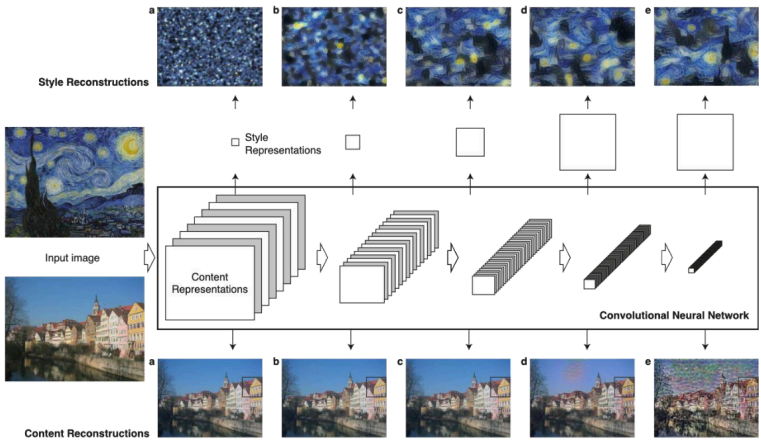 a b c d e
Style Reconstructions
Style
Representations
Input image
Content
Representations
Convolutional Neural Network
a b c d e
Content Reconstructions